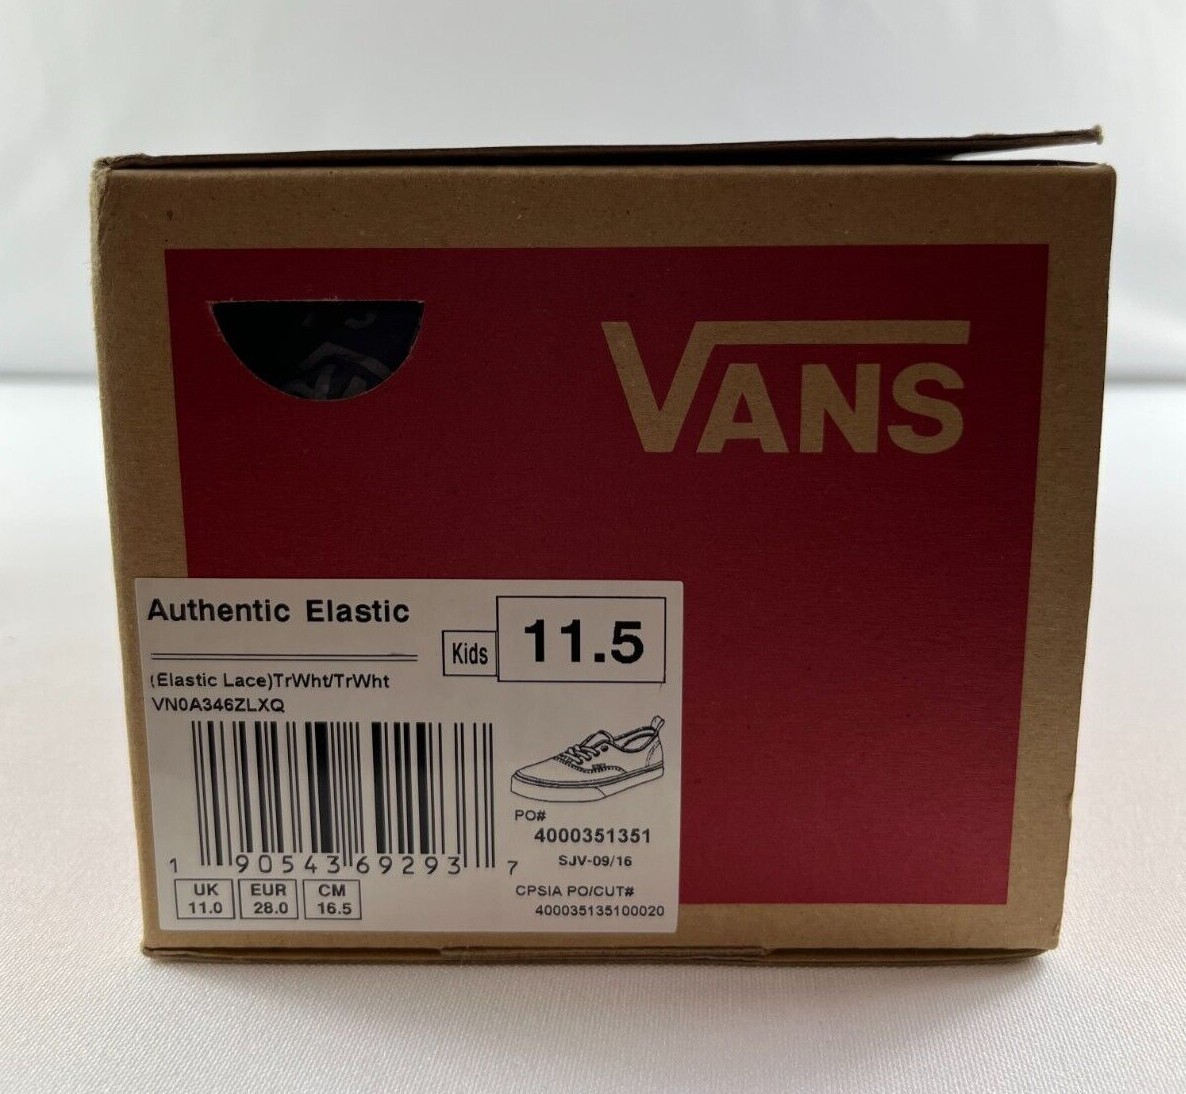 VANS
Authentic Elastic
Kids
11.5
(Elastic Lace)TrWht/TrWht
VN0A346ZLXQ
PO#
4000351351
SJV-09/16
1 90543 69293 7
UK
11.0
EUR
28.0
CM
16.5
CPSIA PO/CUT#
400035135100020